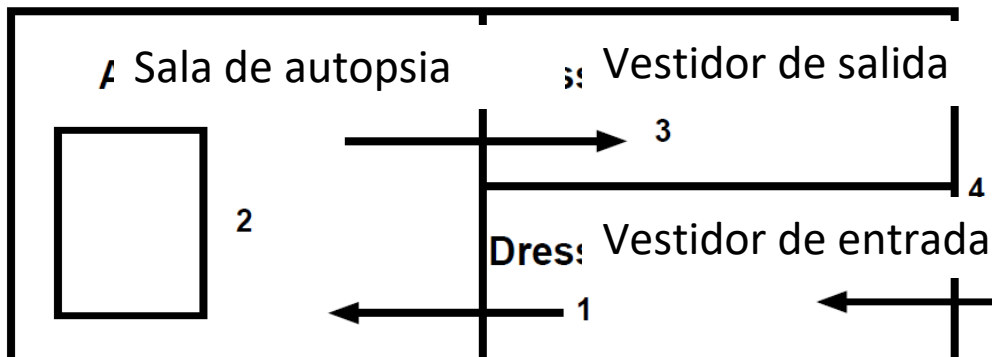 Sala de autopsia
Vestidor de salida
3
4
2
Vestidor de entrada
1